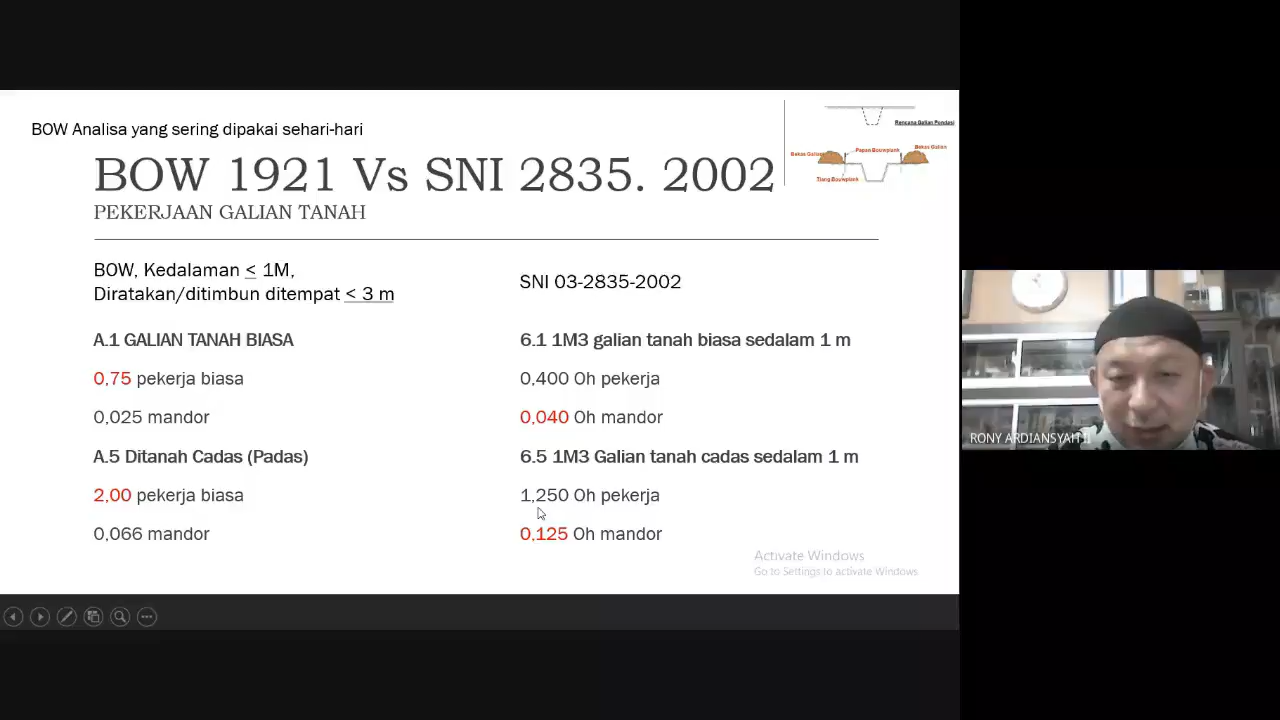 BOW Analisa yang sering dipakai sehari-hari
BOW 1921 Vs SNI 2835. 2002
PEKERJAAN GALIAN TANAH
Rencana Galian Pondasi
Bekas Galian
Papan Bouwplank
Bekas Galian
Tiang Bouwplank
BOW, Kedalaman < 1M,
Diratakan/ditimbun ditempat < 3 m
A.1 GALIAN TANAH BIASA
0,75 pekerja biasa
0,025 mandor
A.5 Ditanah Cadas (Padas)
2,00 pekerja biasa
0,066 mandor
SNI 03-2835-2002
6.1 1M3 galian tanah biasa sedalam 1 m
0,400 Oh pekerja
0,040 Oh mandor
6.5 1M3 Galian tanah cadas sedalam 1 m
1,250 Oh pekerja
0,125 Oh mandor
Activate Windows
Go to Settings to activate Windows
RONY ARDIANSYAH